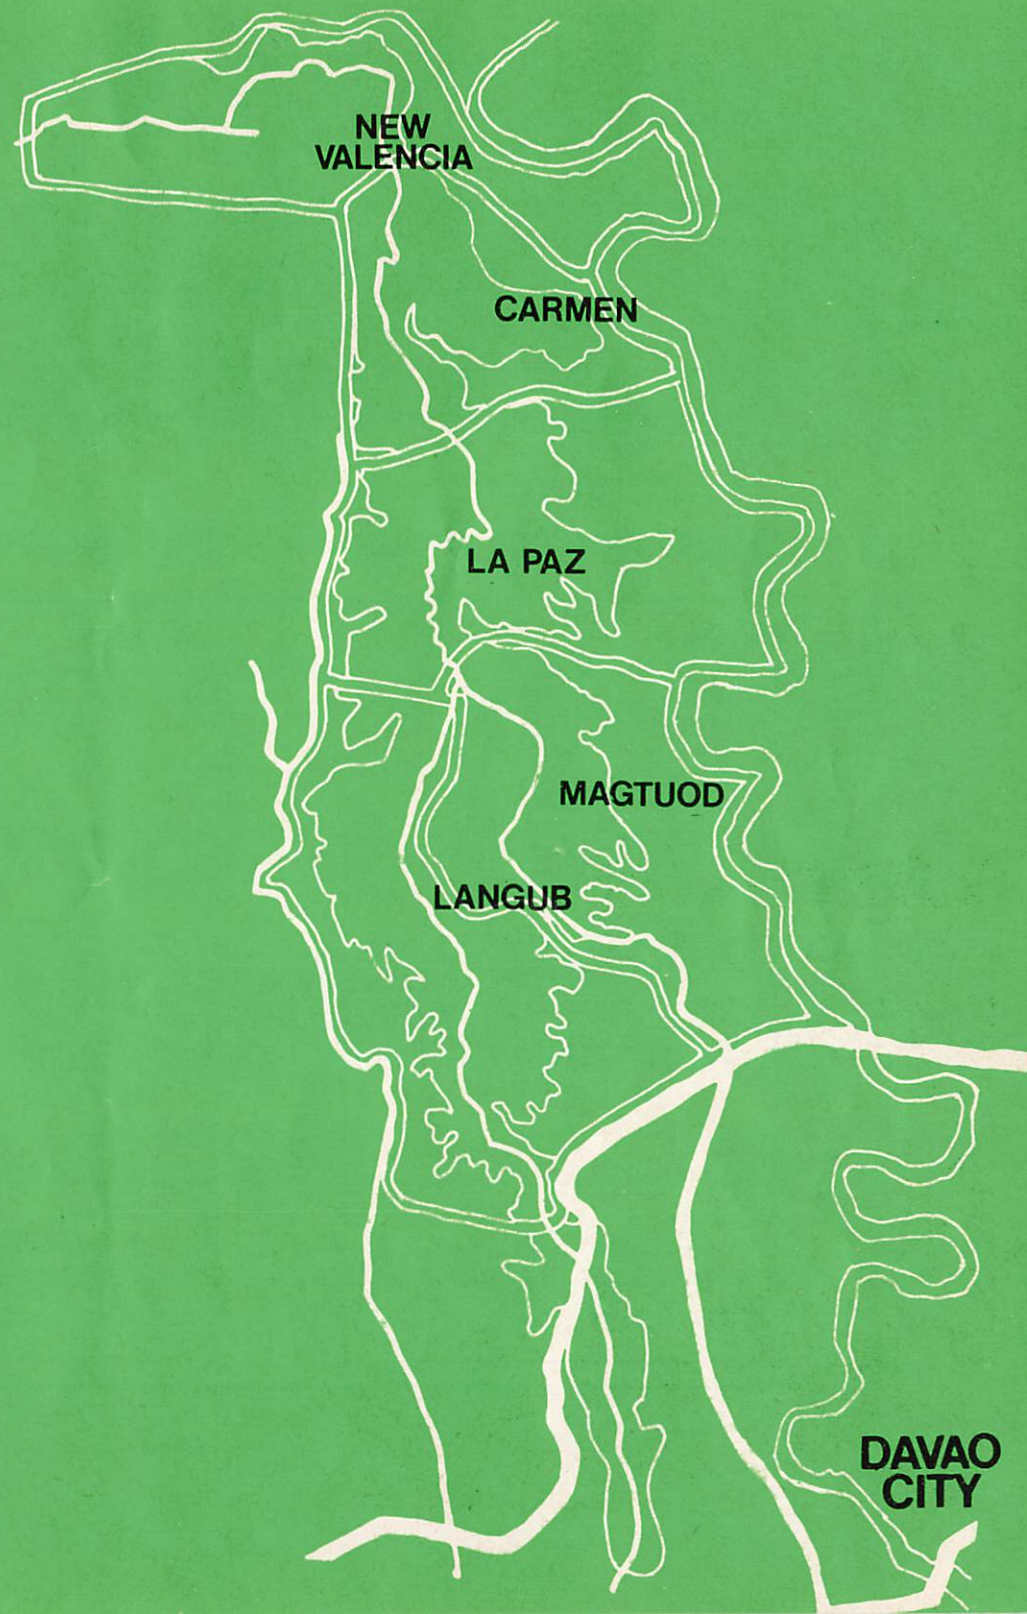 NEW
VALENCIA
CARMEN
LA PAZ
MAGTUOD
LANGUB
DAVAO
CITY